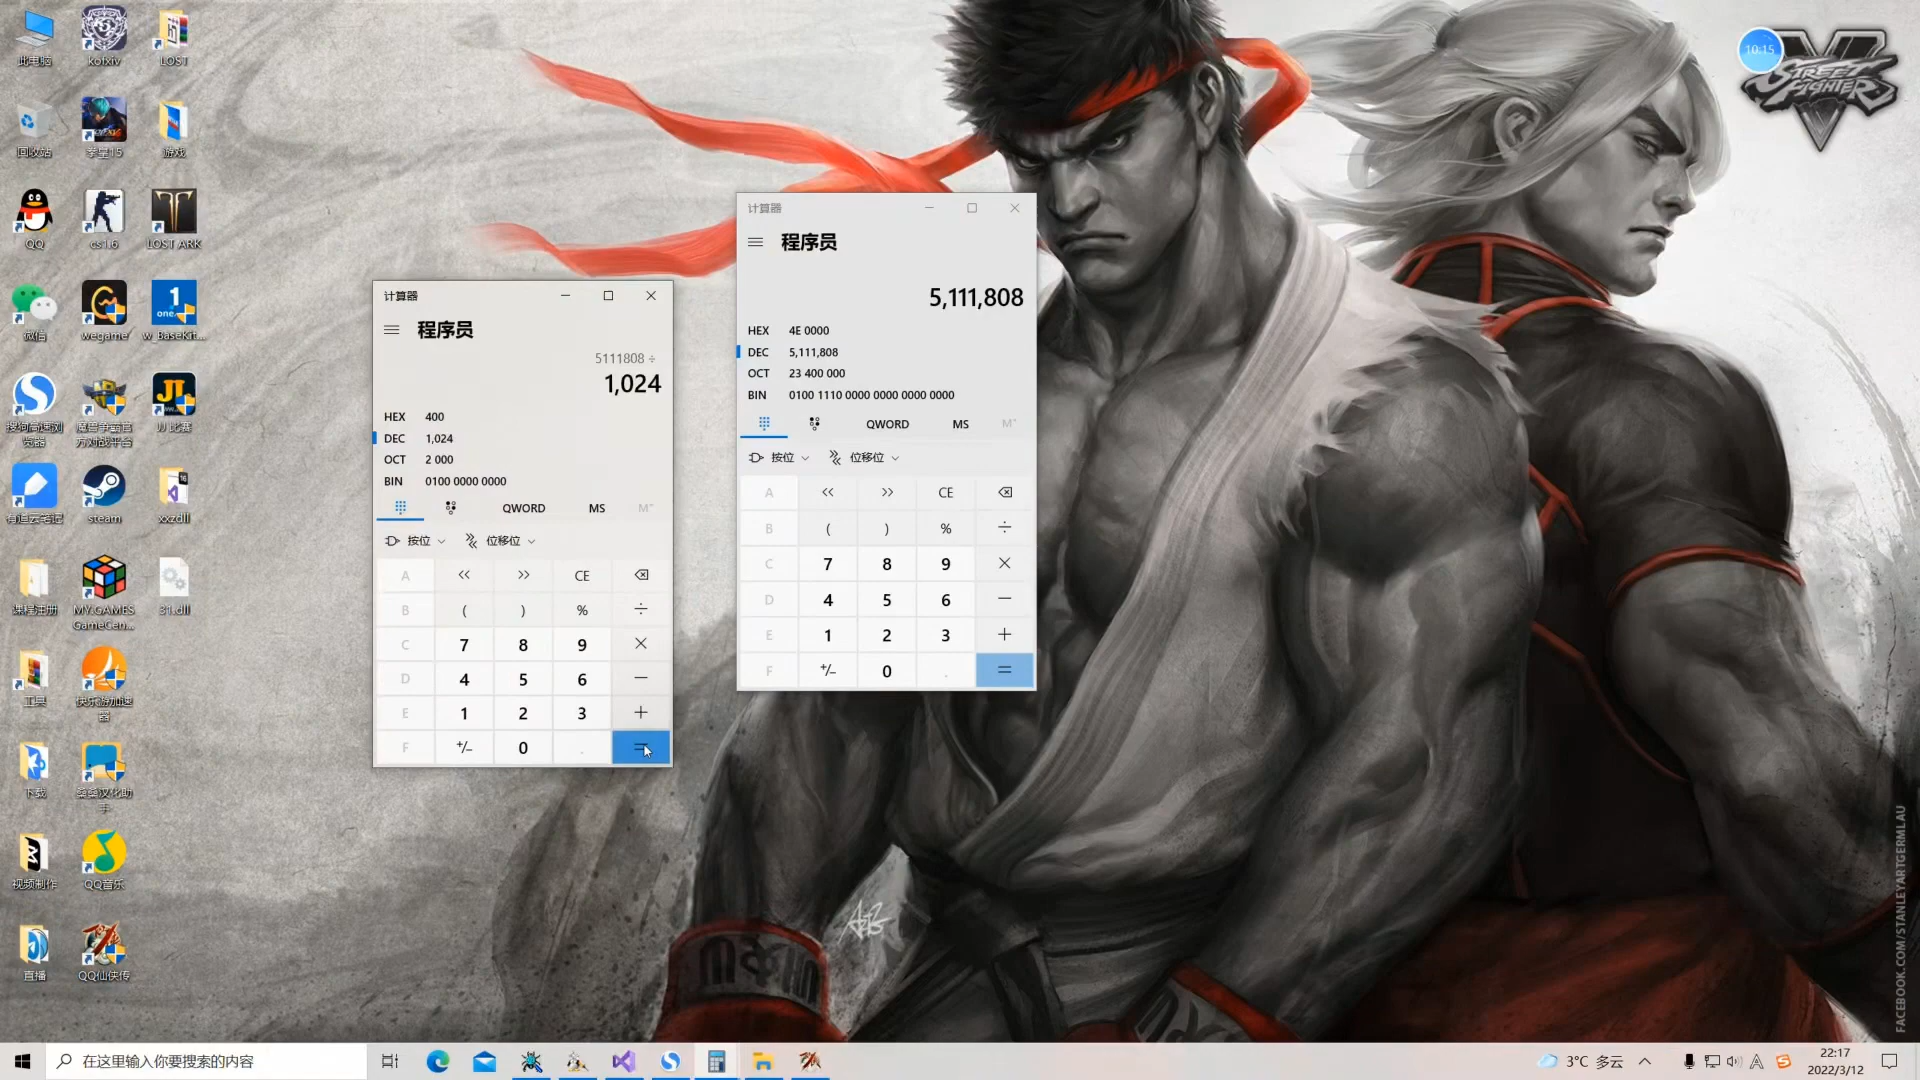 此电脑
kofxiv
LOST
回收站
拳皇15
游戏
QQ
cs1.6
LOST ARK
微信
wegame
w_BaseKit...
搜狗高速浏
览器
魔兽争霸官
方对战平台
JJ 比赛
有道云笔记
steam
xxzdll
课程注册
MY.GAMES
GameCen...
31.dll
工具
快乐游加速
器
下载
手
视频制作
QQ音乐
直播
QQ仙侠传
计算器
程序员
5111808 ÷
1,024
HEX 400
DEC 1,024
OCT 2 000
BIN 0100 0000 0000
QWORD MS M˅
按位 位移位
A << >> CE
B ( ) % ÷
C 7 8 9 ×
D 4 5 6 −
E 1 2 3 +
F +/− 0 . =
计算器
程序员
5,111,808
HEX 4E 0000
DEC 5,111,808
OCT 23 400 000
BIN 0100 1110 0000 0000 0000 0000
QWORD MS M˅
按位 位移位
A << >> CE
B ( ) % ÷
C 7 8 9 ×
D 4 5 6 −
E 1 2 3 +
F +/− 0 . =
10:15
STREET
FIGHTER
FACEBOOK.COM/STANLEYARTGERMLAU
在这里输入你要搜索的内容
3°C 多云
22:17
2022/3/12